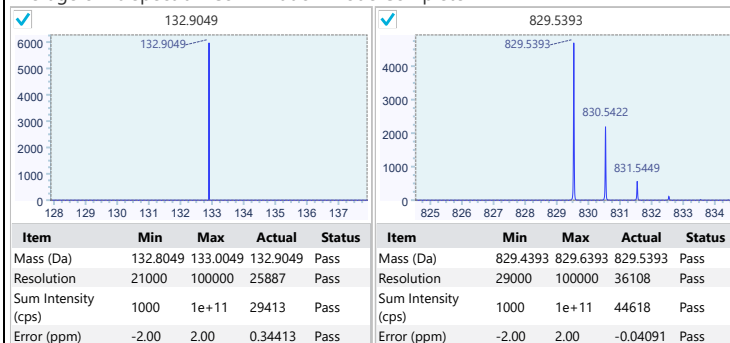 132.9049
132.9049
6000
5000
4000
3000
2000
1000
0
128 129 130 131 132 133 134 135 136 137
Item Min Max Actual Status
Mass (Da) 132.8049 133.0049 132.9049 Pass
Resolution 21000 100000 25887 Pass
Sum Intensity (cps) 1000 1e+11 29413 Pass
Error (ppm) -2.00 2.00 0.34413 Pass
829.5393
829.5393
830.5422
831.5449
4000
3000
2000
1000
0
825 826 827 828 829 830 831 832 833 834
Item Min Max Actual Status
Mass (Da) 829.4393 829.6393 829.5393 Pass
Resolution 29000 100000 36108 Pass
Sum Intensity (cps) 1000 1e+11 44618 Pass
Error (ppm) -2.00 2.00 -0.04091 Pass